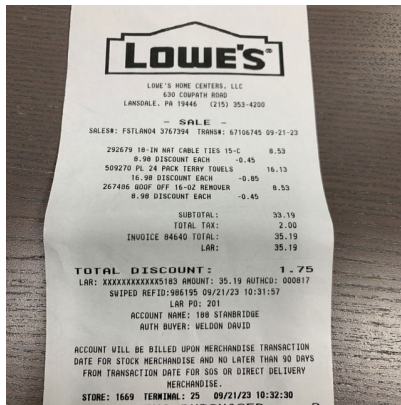 LOWE'S
LOWE'S HOME CENTERS, LLC
630 COWPATH ROAD
LANSDALE, PA 19446 (215) 353-4200
- SALE -
SALES#: FSTLAN04 3767394 TRANS#: 67106745 09-21-23
292679 18-IN NAT CABLE TIES 15-C 8.53
8.98 DISCOUNT EACH -0.45
509270 PL 24 PACK TERRY TOWELS 16.13
16.98 DISCOUNT EACH -0.85
267486 GOOF OFF 16-OZ REMOVER 8.53
8.98 DISCOUNT EACH -0.45
SUBTOTAL: 33.19
TOTAL TAX: 2.00
INVOICE 84640 TOTAL: 35.19
LAR: 35.19
TOTAL DISCOUNT: 1.75
LAR: XXXXXXXXXXXX5183 AMOUNT: 35.19 AUTHCD: 000817
SWIPED REFID:986195 09/21/23 10:31:57
LAR PO: 201
ACCOUNT NAME: 188 STANBRIDGE
AUTH BUYER: WELDON DAVID
ACCOUNT WILL BE BILLED UPON MERCHANDISE TRANSACTION
DATE FOR STOCK MERCHANDISE AND NO LATER THAN 90 DAYS
FROM TRANSACTION DATE FOR SOS OR DIRECT DELIVERY
MERCHANDISE.
STORE: 1669 TERMINAL: 25 09/21/23 10:32:30